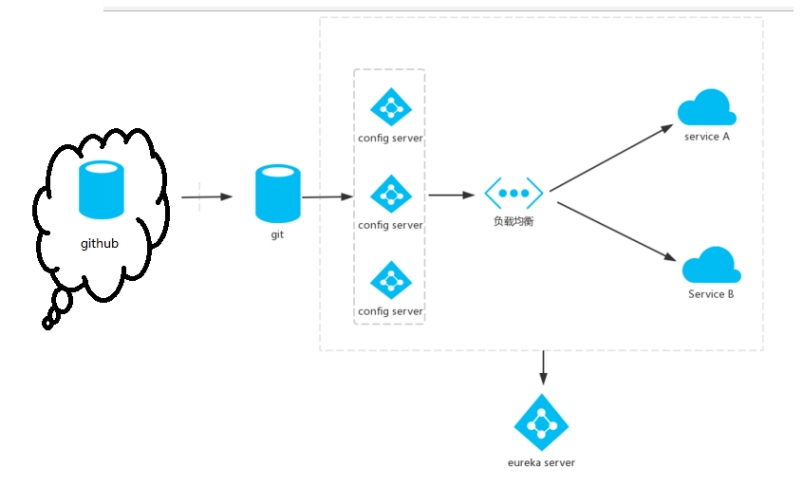 github
git
config server
config server
config server
负载均衡
service A
Service B
eureka server